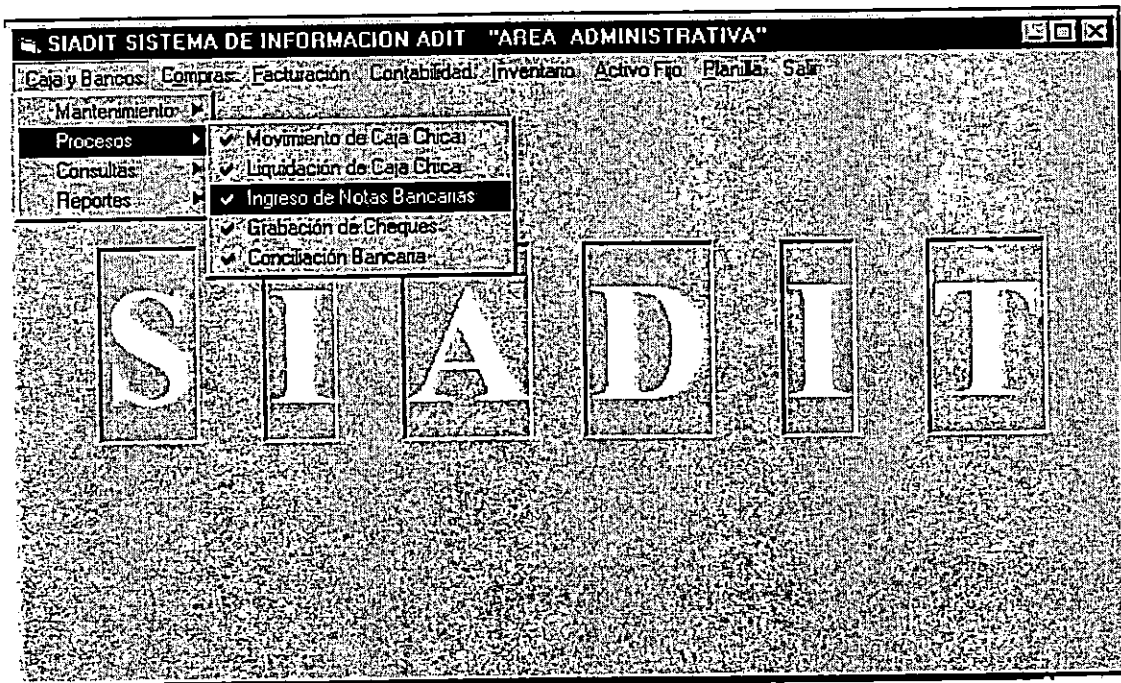 SIADIT SISTEMA DE INFORMACION ADIT "AREA ADMINISTRATIVA"
Caja y Bancos Compras Facturación Contabilidad Inventario Activo Fijo Planilla Salir
Mantenimiento
Procesos
Consultas
Reportes
Movimiento de Caja Chica
Liquidación de Caja Chica
Ingreso de Notas Bancarias
Grabación de Cheques
Conciliación Bancaria
SIADIT